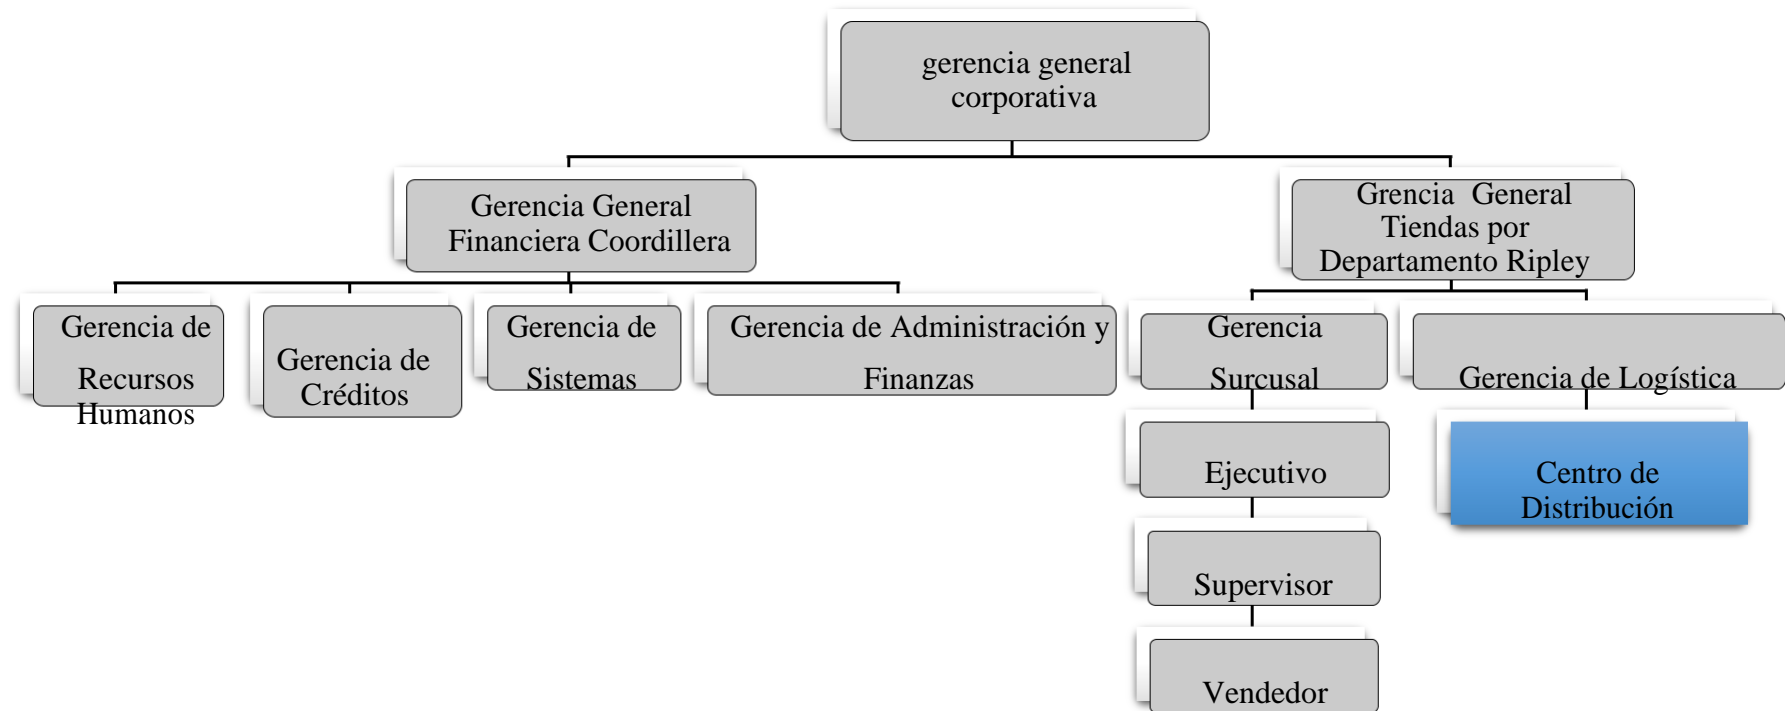 gerencia general
corporativa
Gerencia General
Financiera Coordillera
Grencia General
Tiendas por
Departamento Ripley
Gerencia de
Recursos
Humanos
Gerencia de
Créditos
Gerencia de
Sistemas
Gerencia de Administración y
Finanzas
Gerencia
Surcusal
Gerencia de Logística
Ejecutivo
Centro de
Distribución
Supervisor
Vendedor